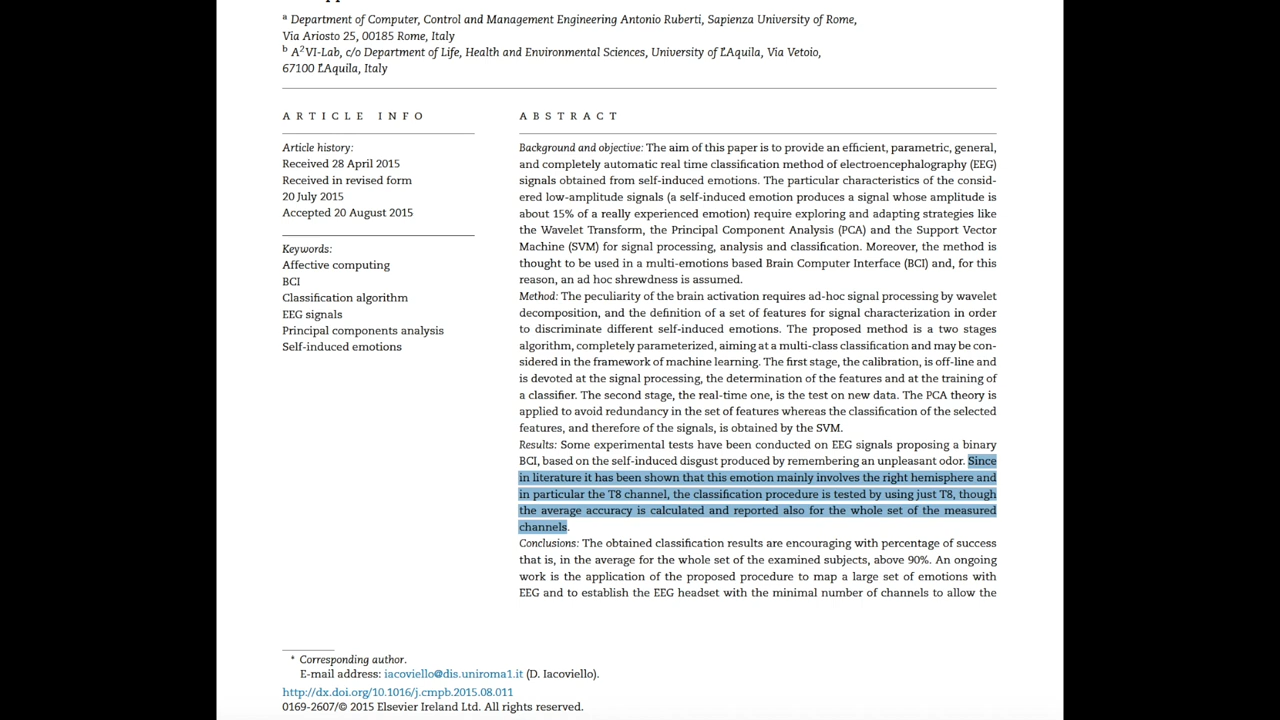 a Department of Computer, Control and Management Engineering Antonio Ruberti, Sapienza University of Rome,
Via Ariosto 25, 00185 Rome, Italy
b A2VI-Lab, c/o Department of Life, Health and Environmental Sciences, University of L'Aquila, Via Vetoio,
67100 L'Aquila, Italy
ARTICLE INFO
Article history:
Received 28 April 2015
Received in revised form
20 July 2015
Accepted 20 August 2015
Keywords:
Affective computing
BCI
Classification algorithm
EEG signals
Principal components analysis
Self-induced emotions
ABSTRACT
Background and objective: The aim of this paper is to provide an efficient, parametric, general,
and completely automatic real time classification method of electroencephalography (EEG)
signals obtained from self-induced emotions. The particular characteristics of the consid-
ered low-amplitude signals (a self-induced emotion produces a signal whose amplitude is
about 15% of a really experienced emotion) require exploring and adapting strategies like
the Wavelet Transform, the Principal Component Analysis (PCA) and the Support Vector
Machine (SVM) for signal processing, analysis and classification. Moreover, the method is
thought to be used in a multi-emotions based Brain Computer Interface (BCI) and, for this
reason, an ad hoc shrewdness is assumed.
Method: The peculiarity of the brain activation requires ad-hoc signal processing by wavelet
decomposition, and the definition of a set of features for signal characterization in order
to discriminate different self-induced emotions. The proposed method is a two stages
algorithm, completely parameterized, aiming at a multi-class classification and may be con-
sidered in the framework of machine learning. The first stage, the calibration, is off-line and
is devoted at the signal processing, the determination of the features and at the training of
a classifier. The second stage, the real-time one, is the test on new data. The PCA theory is
applied to avoid redundancy in the set of features whereas the classification of the selected
features, and therefore of the signals, is obtained by the SVM.
Results: Some experimental tests have been conducted on EEG signals proposing a binary
BCI, based on the self-induced disgust produced by remembering an unpleasant odor. Since
in literature it has been shown that this emotion mainly involves the right hemisphere and
in particular the T8 channel, the classification procedure is tested by using just T8, though
the average accuracy is calculated and reported also for the whole set of the measured
channels.
Conclusions: The obtained classification results are encouraging with percentage of success
that is, in the average for the whole set of the examined subjects, above 90%. An ongoing
work is the application of the proposed procedure to map a large set of emotions with
EEG and to establish the EEG headset with the minimal number of channels to allow the
* Corresponding author.
E-mail address: iacoviello@dis.uniroma1.it (D. Iacoviello).
http://dx.doi.org/10.1016/j.cmpb.2015.08.011
0169-2607/© 2015 Elsevier Ireland Ltd. All rights reserved.